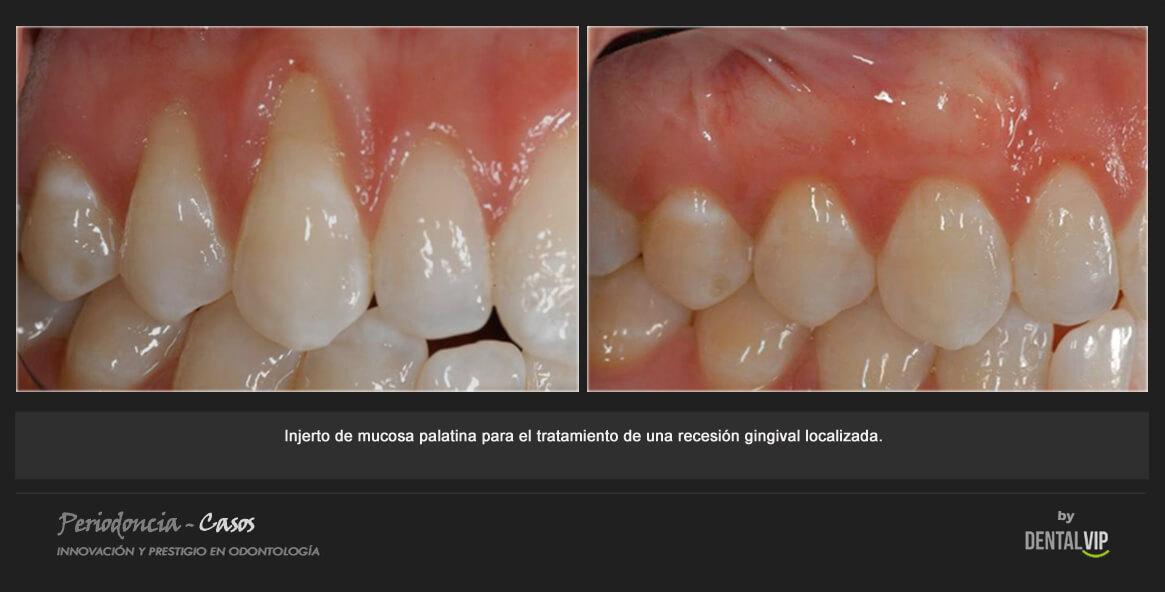 Injerto de mucosa palatina para el tratamiento de una recesión gingival localizada.
Periodoncia - Casos
INNOVACIÓN Y PRESTIGIO EN ODONTOLOGÍA
by
DENTALVIP